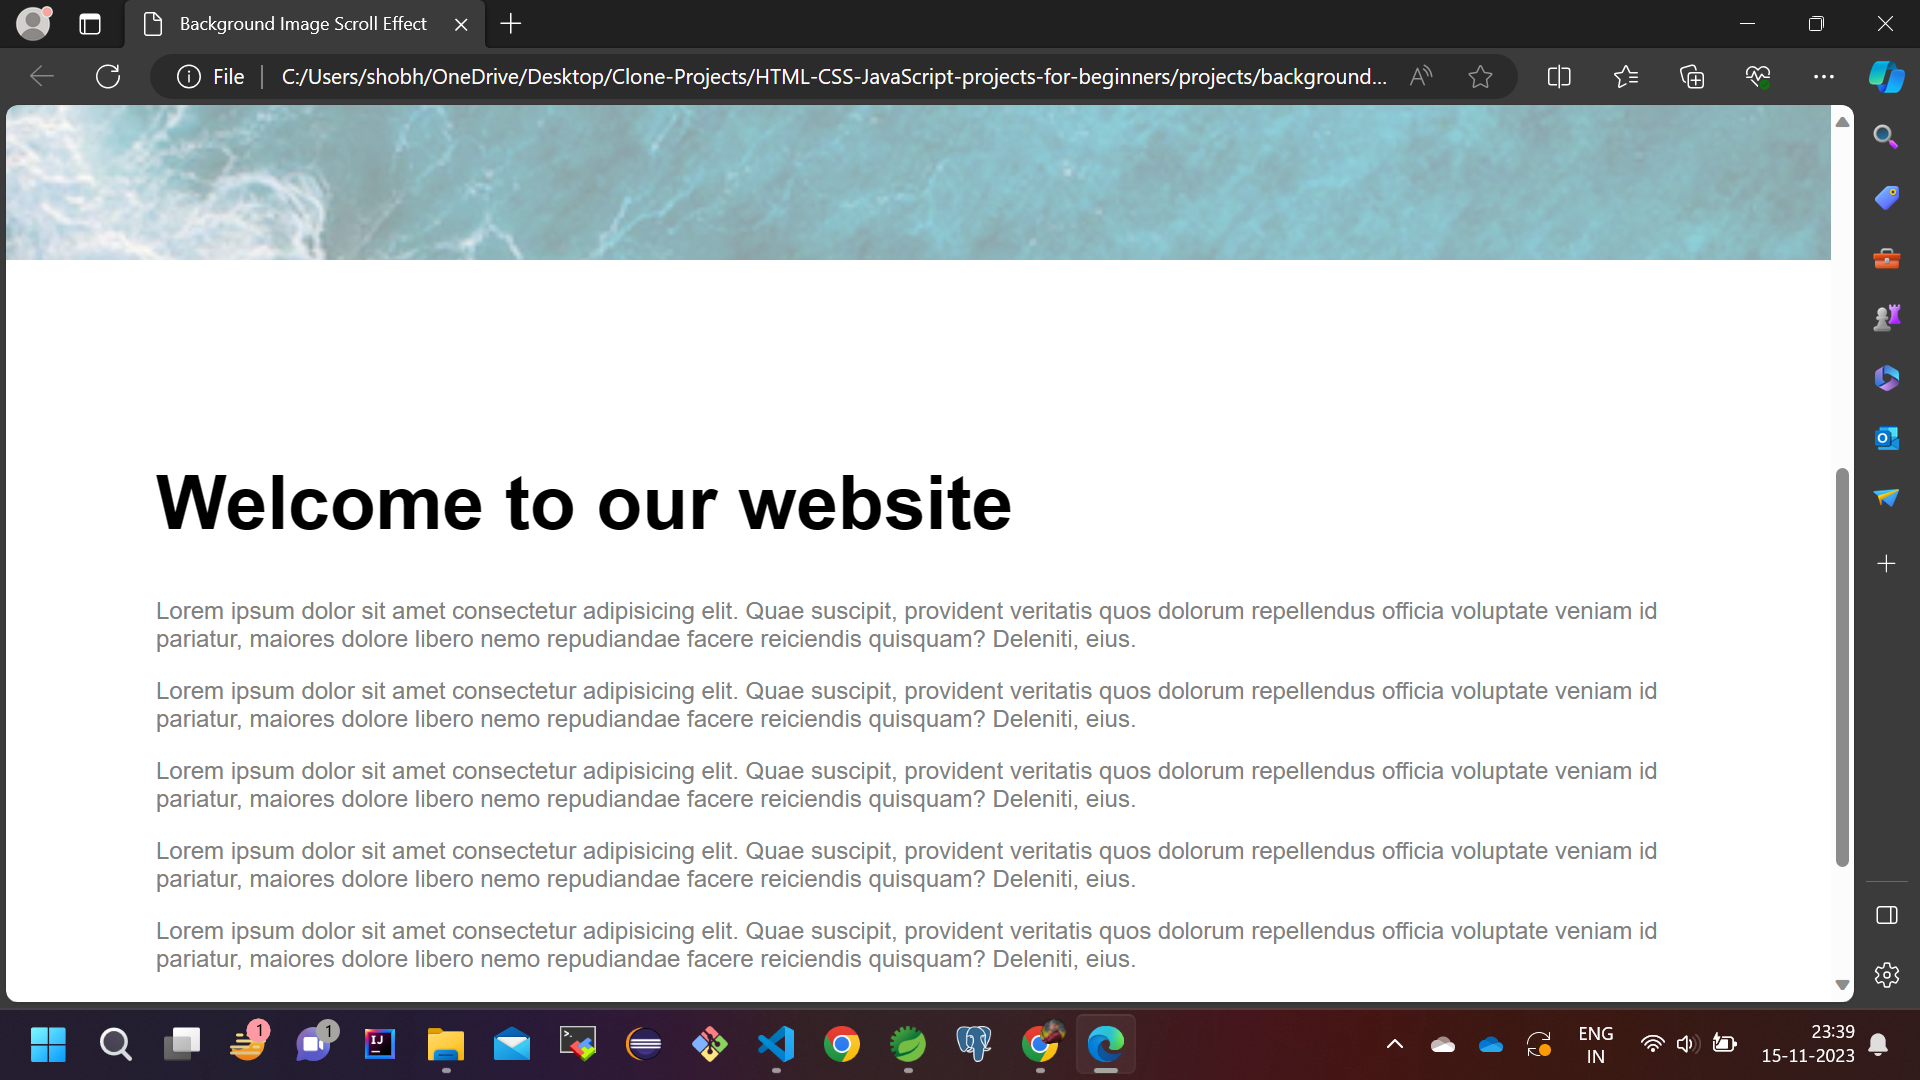 Background Image Scroll Effect
File
C:/Users/shobh/OneDrive/Desktop/Clone-Projects/HTML-CSS-JavaScript-projects-for-beginners/projects/background...
Welcome to our website
Lorem ipsum dolor sit amet consectetur adipisicing elit. Quae suscipit, provident veritatis quos dolorum repellendus officia voluptate veniam id
pariatur, maiores dolore libero nemo repudiandae facere reiciendis quisquam? Deleniti, eius.
Lorem ipsum dolor sit amet consectetur adipisicing elit. Quae suscipit, provident veritatis quos dolorum repellendus officia voluptate veniam id
pariatur, maiores dolore libero nemo repudiandae facere reiciendis quisquam? Deleniti, eius.
Lorem ipsum dolor sit amet consectetur adipisicing elit. Quae suscipit, provident veritatis quos dolorum repellendus officia voluptate veniam id
pariatur, maiores dolore libero nemo repudiandae facere reiciendis quisquam? Deleniti, eius.
Lorem ipsum dolor sit amet consectetur adipisicing elit. Quae suscipit, provident veritatis quos dolorum repellendus officia voluptate veniam id
pariatur, maiores dolore libero nemo repudiandae facere reiciendis quisquam? Deleniti, eius.
Lorem ipsum dolor sit amet consectetur adipisicing elit. Quae suscipit, provident veritatis quos dolorum repellendus officia voluptate veniam id
pariatur, maiores dolore libero nemo repudiandae facere reiciendis quisquam? Deleniti, eius.
1
1
IJ
ENG
IN
23:39
15-11-2023